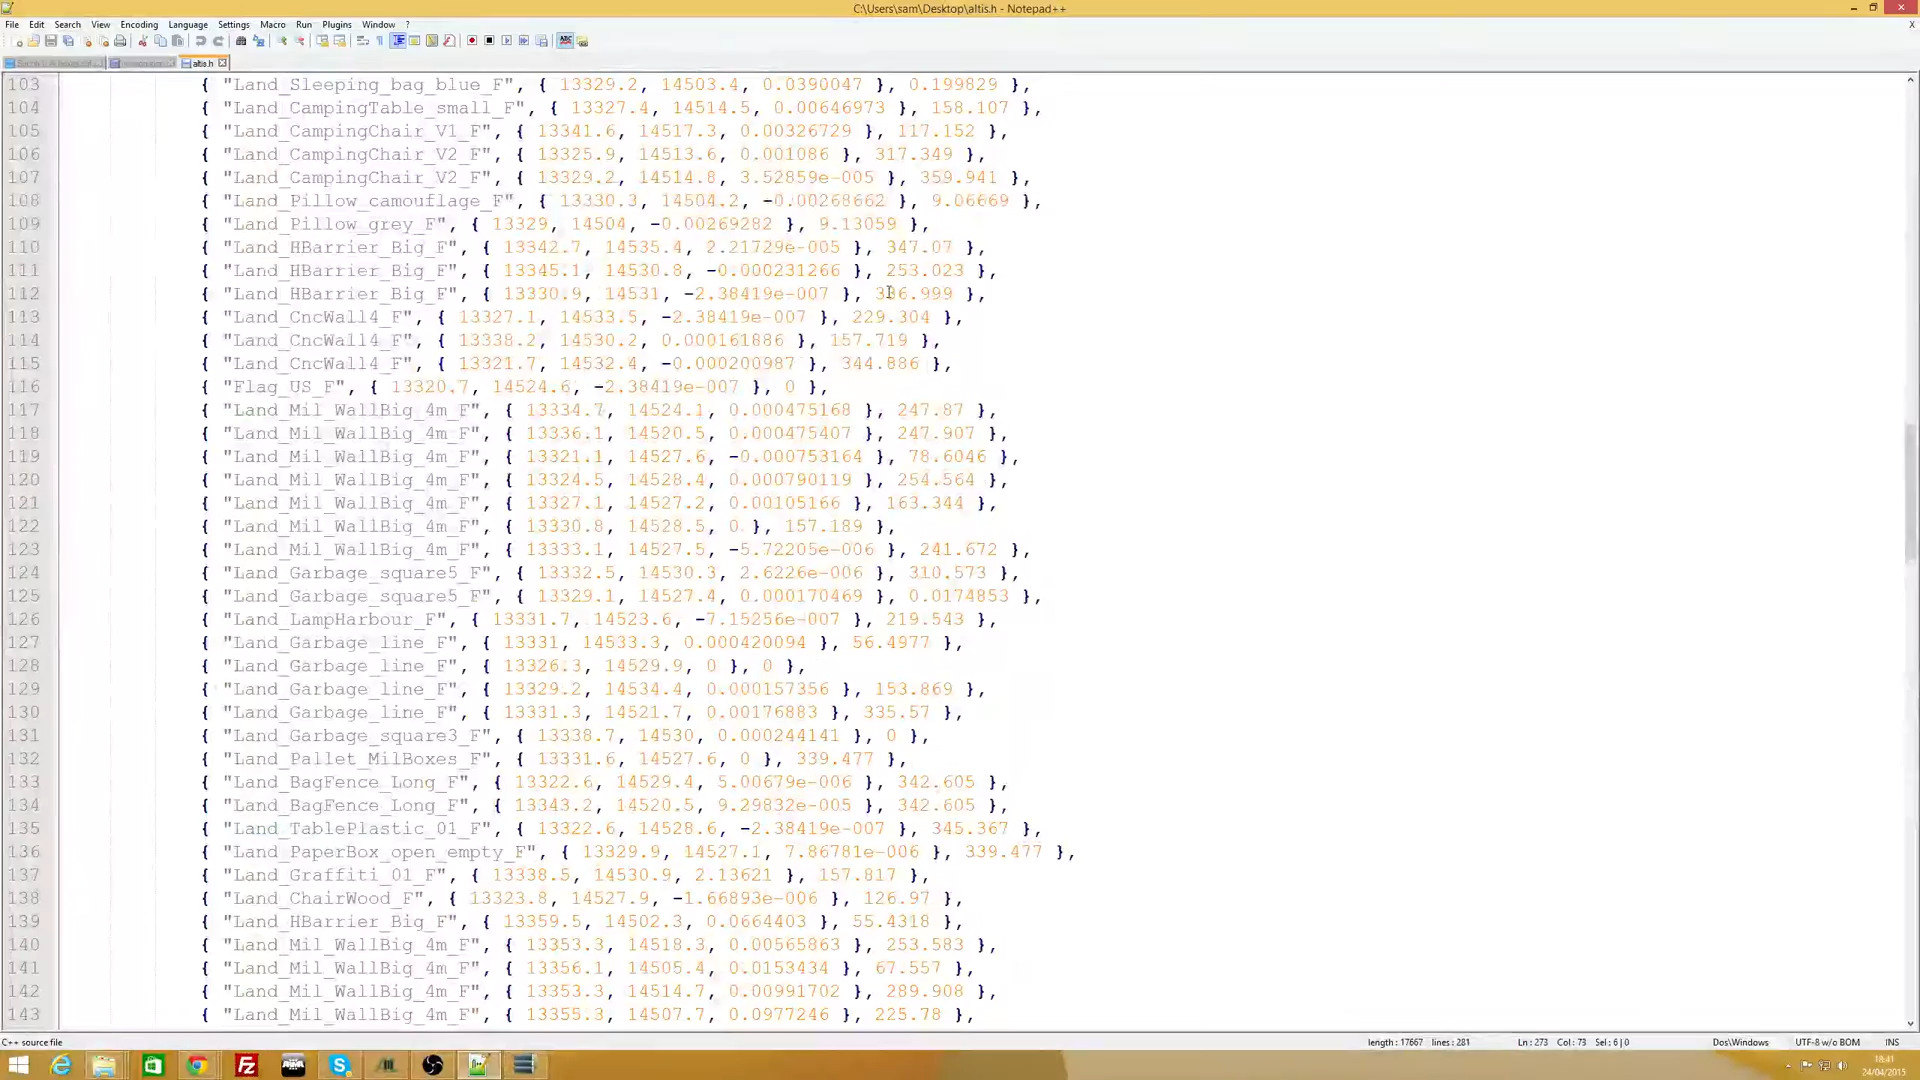 C:\Users\sam\Desktop\altis.h - Notepad++
File Edit Search View Encoding Language Settings Macro Run Plugins Window ?
altis.h
103 { "Land_Sleeping_bag_blue_F", { 13329.2, 14503.4, 0.0390047 }, 0.199829 },
104 { "Land_CampingTable_small_F", { 13327.4, 14514.5, 0.00646973 }, 158.107 },
105 { "Land_CampingChair_V1_F", { 13341.6, 14517.3, 0.00326729 }, 117.152 },
106 { "Land_CampingChair_V2_F", { 13325.9, 14513.6, 0.001086 }, 317.349 },
107 { "Land_CampingChair_V2_F", { 13329.2, 14514.8, 3.52859e-005 }, 359.941 },
108 { "Land_Pillow_camouflage_F", { 13330.3, 14504.2, -0.00268662 }, 9.06669 },
109 { "Land_Pillow_grey_F", { 13329, 14504, -0.00269282 }, 9.13059 },
110 { "Land_HBarrier_Big_F", { 13342.7, 14535.4, 2.21729e-005 }, 347.07 },
111 { "Land_HBarrier_Big_F", { 13345.1, 14530.8, -0.000231266 }, 253.023 },
112 { "Land_HBarrier_Big_F", { 13330.9, 14531, -2.38419e-007 }, 336.999 },
113 { "Land_CncWall4_F", { 13327.1, 14533.5, -2.38419e-007 }, 229.304 },
114 { "Land_CncWall4_F", { 13338.2, 14530.2, 0.000161886 }, 157.719 },
115 { "Land_CncWall4_F", { 13321.7, 14532.4, -0.000200987 }, 344.886 },
116 { "Flag_US_F", { 13320.7, 14524.6, -2.38419e-007 }, 0 },
117 { "Land_Mil_WallBig_4m_F", { 13334.7, 14524.1, 0.000475168 }, 247.87 },
118 { "Land_Mil_WallBig_4m_F", { 13336.1, 14520.5, 0.000475407 }, 247.907 },
119 { "Land_Mil_WallBig_4m_F", { 13321.1, 14527.6, -0.000753164 }, 78.6046 },
120 { "Land_Mil_WallBig_4m_F", { 13324.5, 14528.4, 0.000790119 }, 254.564 },
121 { "Land_Mil_WallBig_4m_F", { 13327.1, 14527.2, 0.00105166 }, 163.344 },
122 { "Land_Mil_WallBig_4m_F", { 13330.8, 14528.5, 0 }, 157.189 },
123 { "Land_Mil_WallBig_4m_F", { 13333.1, 14527.5, -5.72205e-006 }, 241.672 },
124 { "Land_Garbage_square5_F", { 13332.5, 14530.3, 2.6226e-006 }, 310.573 },
125 { "Land_Garbage_square5_F", { 13329.1, 14527.4, 0.000170469 }, 0.0174853 },
126 { "Land_LampHarbour_F", { 13331.7, 14523.6, -7.15256e-007 }, 219.543 },
127 { "Land_Garbage_line_F", { 13331, 14533.3, 0.000420094 }, 56.4977 },
128 { "Land_Garbage_line_F", { 13326.3, 14529.9, 0 }, 0 },
129 { "Land_Garbage_line_F", { 13329.2, 14534.4, 0.000157356 }, 153.869 },
130 { "Land_Garbage_line_F", { 13331.3, 14521.7, 0.00176883 }, 335.57 },
131 { "Land_Garbage_square3_F", { 13338.7, 14530, 0.000244141 }, 0 },
132 { "Land_Pallet_MilBoxes_F", { 13331.6, 14527.6, 0 }, 339.477 },
133 { "Land_BagFence_Long_F", { 13322.6, 14529.4, 5.00679e-006 }, 342.605 },
134 { "Land_BagFence_Long_F", { 13343.2, 14520.5, 9.29832e-005 }, 342.605 },
135 { "Land_TablePlastic_01_F", { 13322.6, 14528.6, -2.38419e-007 }, 345.367 },
136 { "Land_PaperBox_open_empty_F", { 13329.9, 14527.1, 7.86781e-006 }, 339.477 },
137 { "Land_Graffiti_01_F", { 13338.5, 14530.9, 2.13621 }, 157.817 },
138 { "Land_ChairWood_F", { 13323.8, 14527.9, -1.66893e-006 }, 126.97 },
139 { "Land_HBarrier_Big_F", { 13359.5, 14502.3, 0.0664403 }, 55.4318 },
140 { "Land_Mil_WallBig_4m_F", { 13353.3, 14518.3, 0.00565863 }, 253.583 },
141 { "Land_Mil_WallBig_4m_F", { 13356.1, 14505.4, 0.0153434 }, 67.557 },
142 { "Land_Mil_WallBig_4m_F", { 13353.3, 14514.7, 0.00991702 }, 289.908 },
143 { "Land_Mil_WallBig_4m_F", { 13355.3, 14507.7, 0.0977246 }, 225.78 },
C++ source file length : 17667 lines : 281 Ln : 273 Col : 73 Sel : 6 | 0 Dos\Windows UTF-8 w/o BOM INS
18:41
24/04/2015